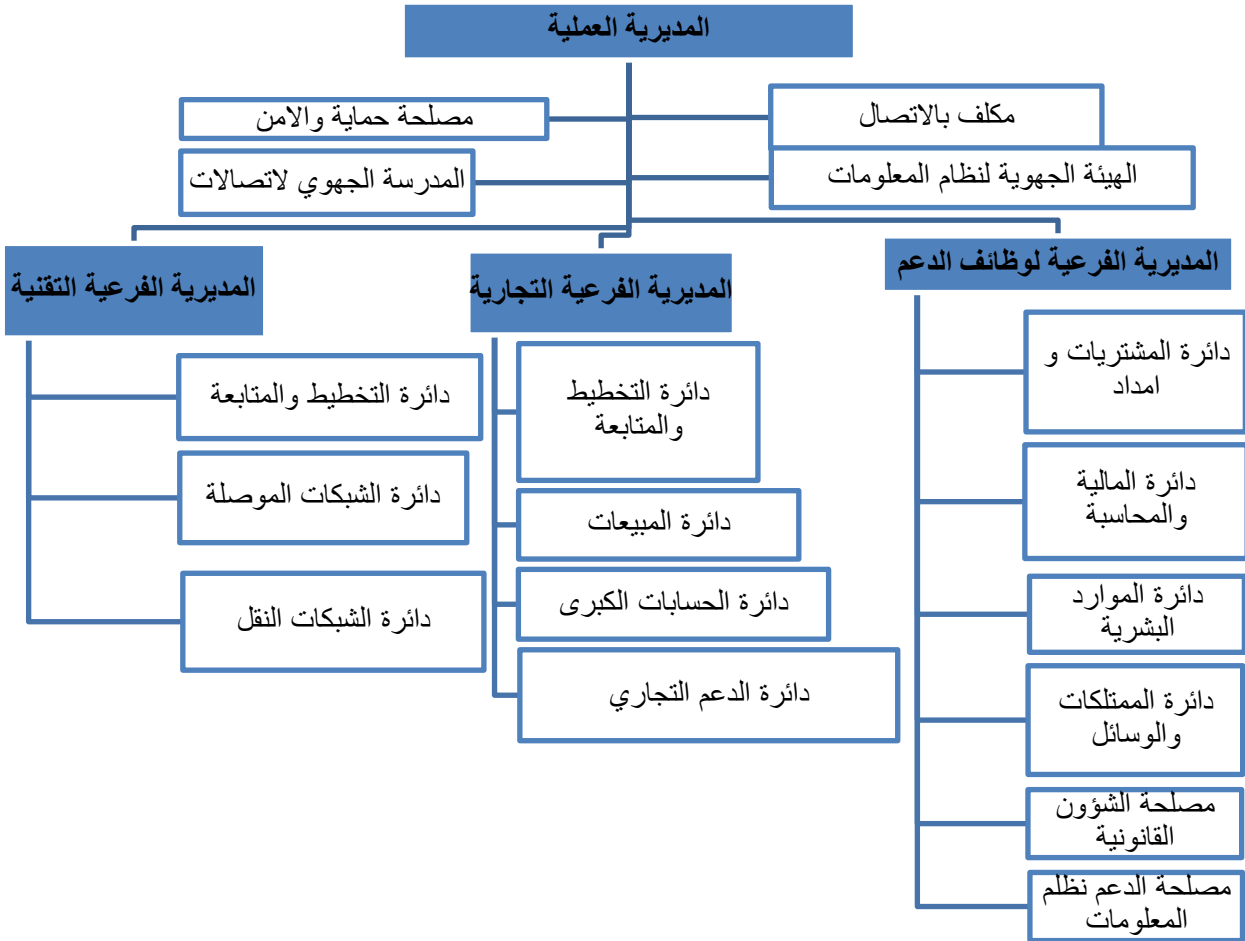 المديرية العملية
مكلف بالاتصال
مصلحة حماية والامن
الهيئة الجهوية لنظام المعلومات
المدرسة الجهوي لاتصالات
المديرية الفرعية لوظائف الدعم
دائرة المشتريات و
امداد
دائرة المالية
والمحاسبة
دائرة الموارد
البشرية
دائرة الممتلكات
والوسائل
مصلحة الشؤون
القانونية
مصلحة الدعم نظلم
المعلومات
المديرية الفرعية التجارية
دائرة التخطيط
والمتابعة
دائرة المبيعات
دائرة الحسابات الكبرى
دائرة الدعم التجاري
المديرية الفرعية التقنية
دائرة التخطيط والمتابعة
دائرة الشبكات الموصلة
دائرة الشبكات النقل